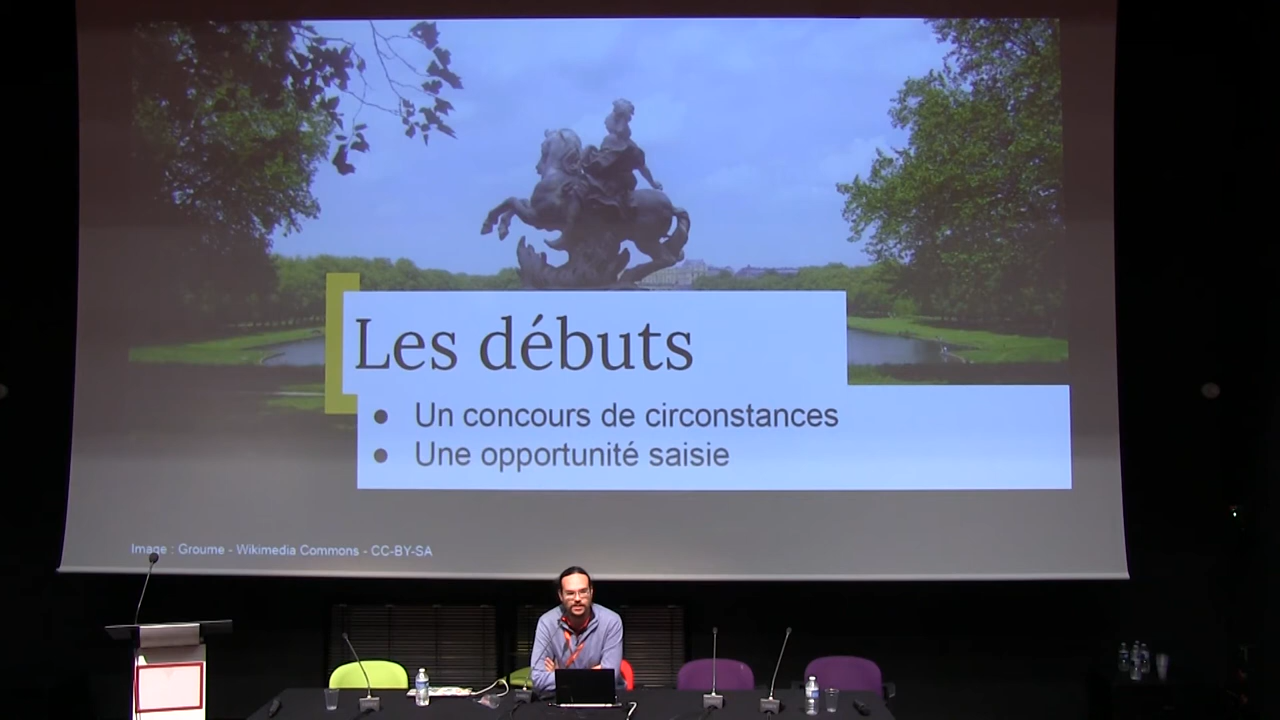 Les débuts
● Un concours de circonstances
● Une opportunité saisie
Image : Groume - Wikimedia Commons - CC-BY-SA